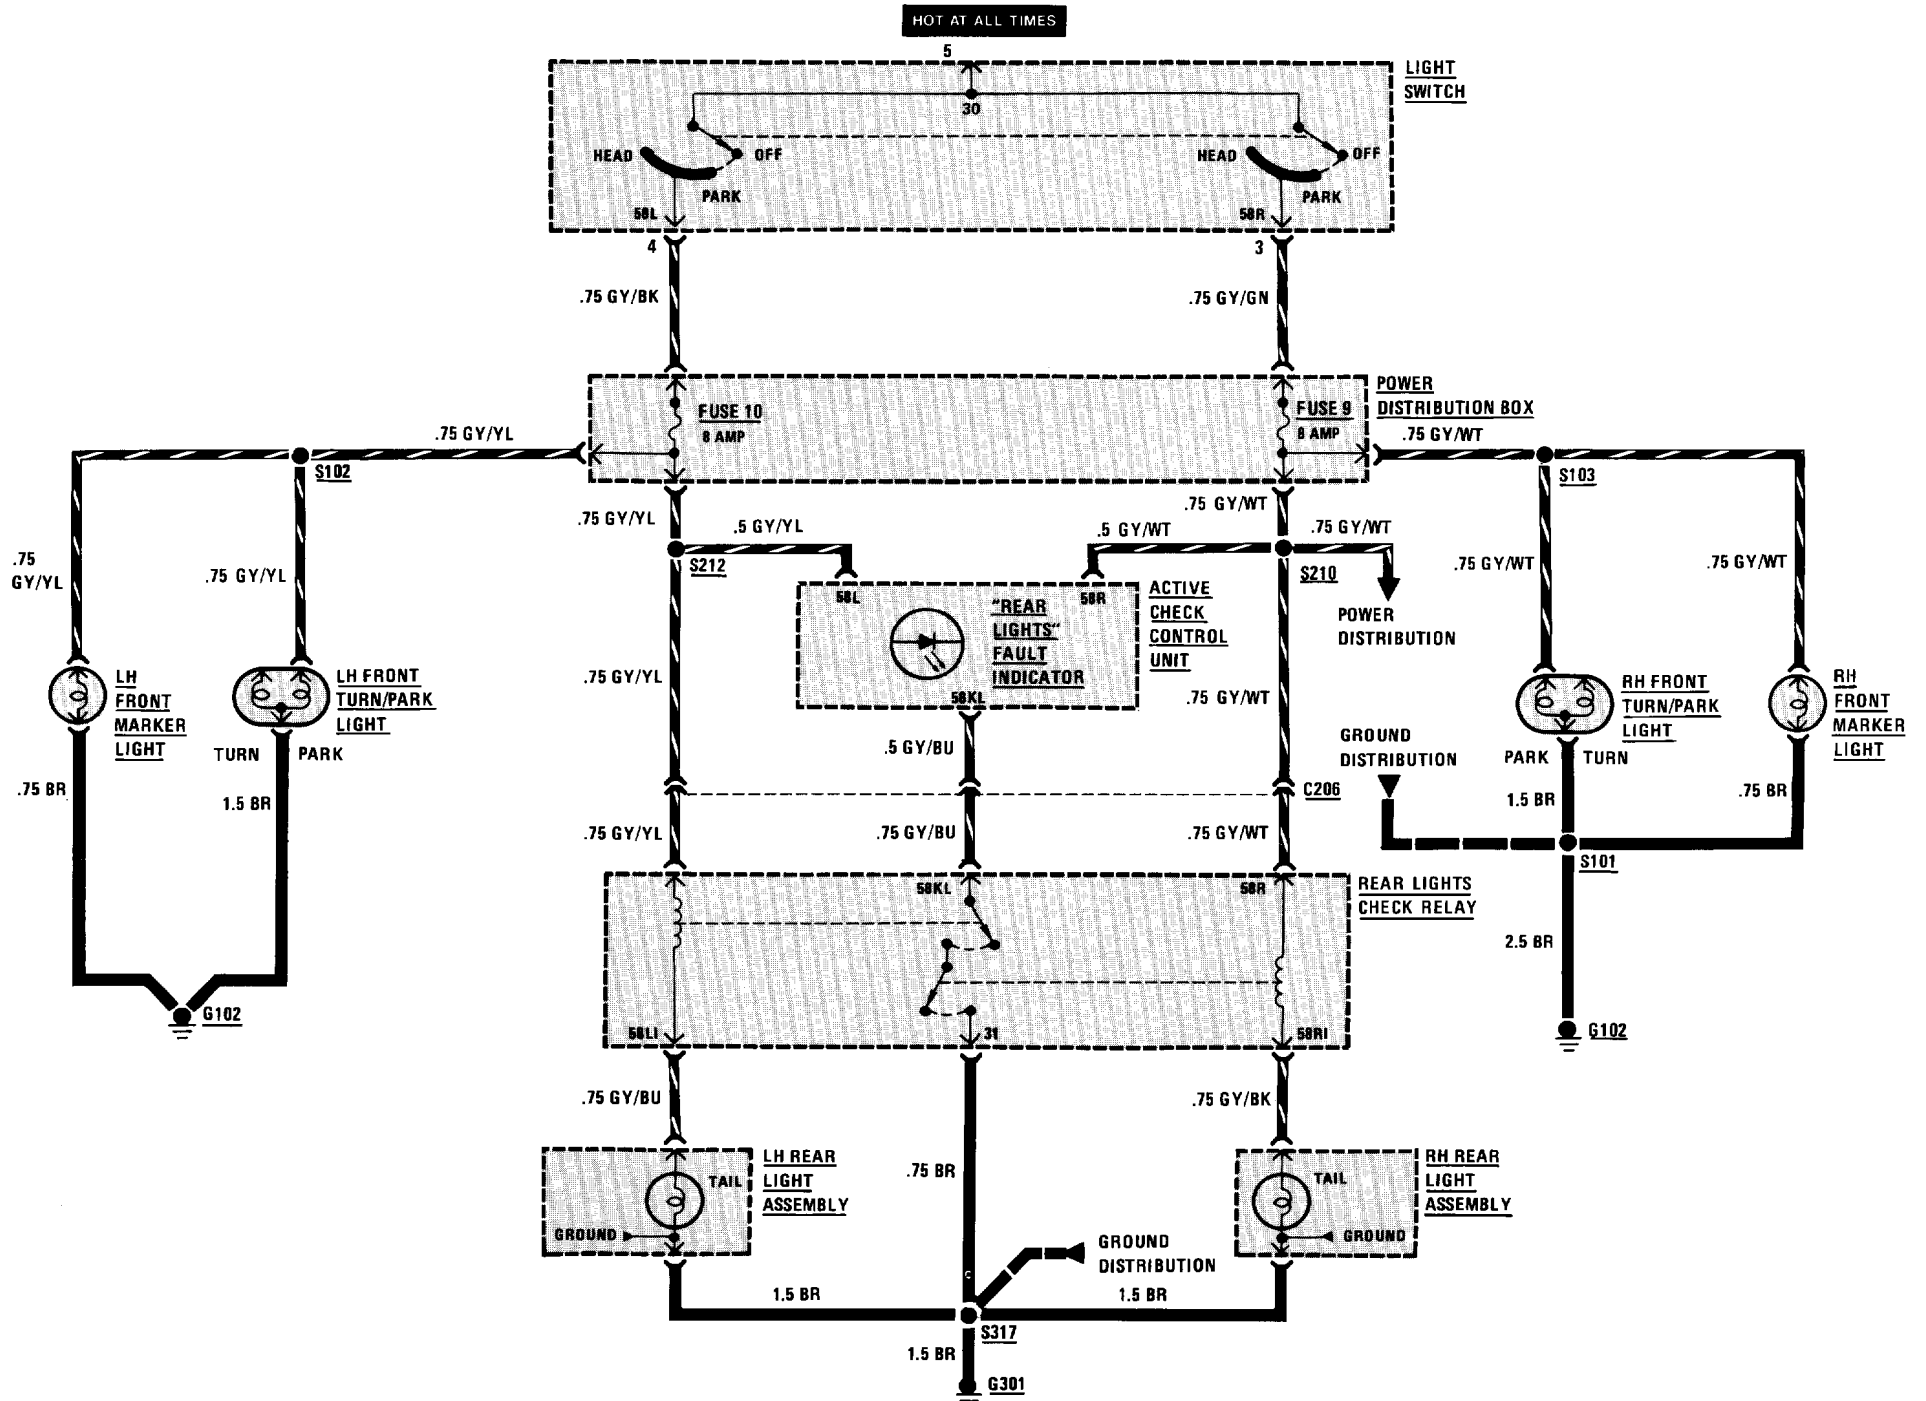 HOT AT ALL TIMES
5
LIGHT
SWITCH
30
HEAD
OFF
PARK
58L
HEAD
OFF
PARK
58R
4
3
.75 GY/BK
.75 GY/GN
POWER
DISTRIBUTION BOX
FUSE 10
8 AMP
FUSE 9
8 AMP
.75 GY/YL
.75 GY/WT
S102
S103
.75 GY/YL
.75 GY/WT
.5 GY/YL
.5 GY/WT
.75 GY/WT
S212
S210
.75
GY/YL
.75 GY/YL
.75 GY/WT
.75 GY/WT
58L
58R
"REAR
LIGHTS"
FAULT
INDICATOR
58KL
ACTIVE
CHECK
CONTROL
UNIT
POWER
DISTRIBUTION
LH
FRONT
MARKER
LIGHT
LH FRONT
TURN/PARK
LIGHT
TURN
PARK
.75 GY/YL
.75 GY/WT
RH FRONT
TURN/PARK
LIGHT
PARK
TURN
RH
FRONT
MARKER
LIGHT
.5 GY/BU
GROUND
DISTRIBUTION
.75 BR
1.5 BR
C206
1.5 BR
.75 BR
.75 GY/YL
.75 GY/BU
.75 GY/WT
S101
58KL
58R
REAR LIGHTS
CHECK RELAY
2.5 BR
G102
G102
58LI
31
58RI
.75 GY/BU
.75 GY/BK
.75 BR
LH REAR
LIGHT
ASSEMBLY
TAIL
GROUND
RH REAR
LIGHT
ASSEMBLY
TAIL
GROUND
GROUND
DISTRIBUTION
C
1.5 BR
1.5 BR
S317
1.5 BR
G301